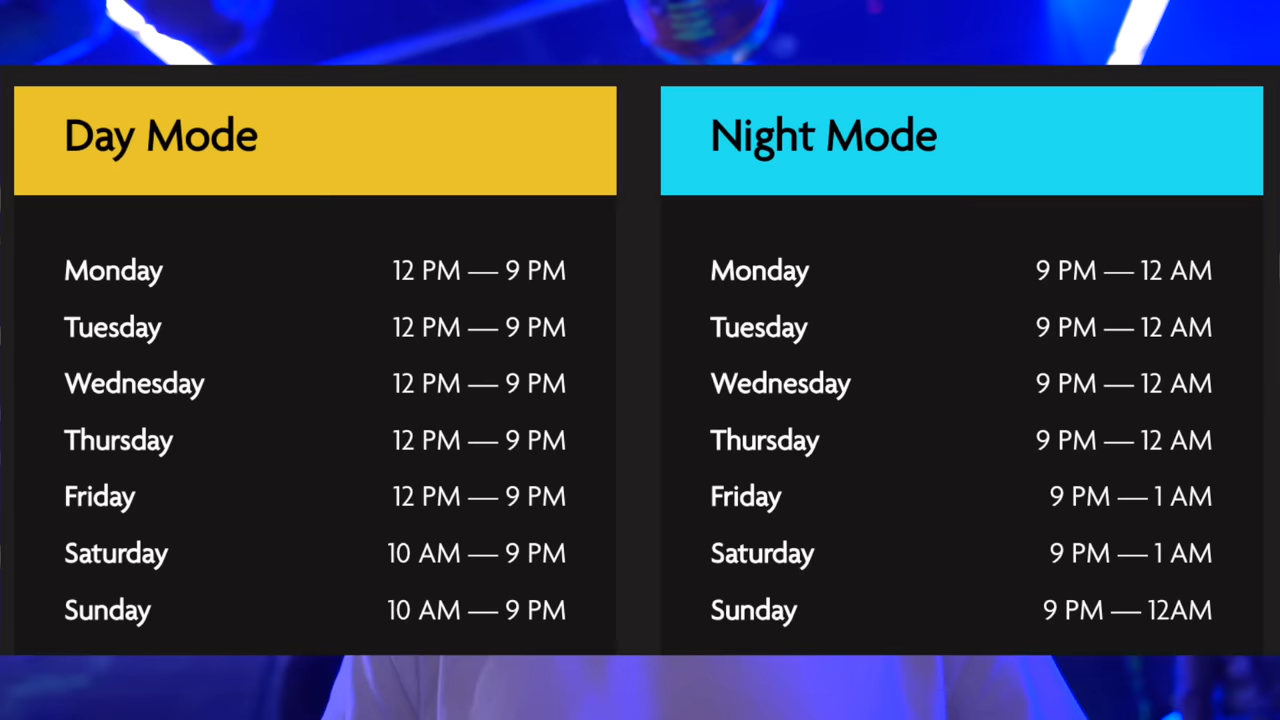 Day Mode
Monday 12 PM — 9 PM
Tuesday 12 PM — 9 PM
Wednesday 12 PM — 9 PM
Thursday 12 PM — 9 PM
Friday 12 PM — 9 PM
Saturday 10 AM — 9 PM
Sunday 10 AM — 9 PM
Night Mode
Monday 9 PM — 12 AM
Tuesday 9 PM — 12 AM
Wednesday 9 PM — 12 AM
Thursday 9 PM — 12 AM
Friday 9 PM — 1 AM
Saturday 9 PM — 1 AM
Sunday 9 PM — 12AM